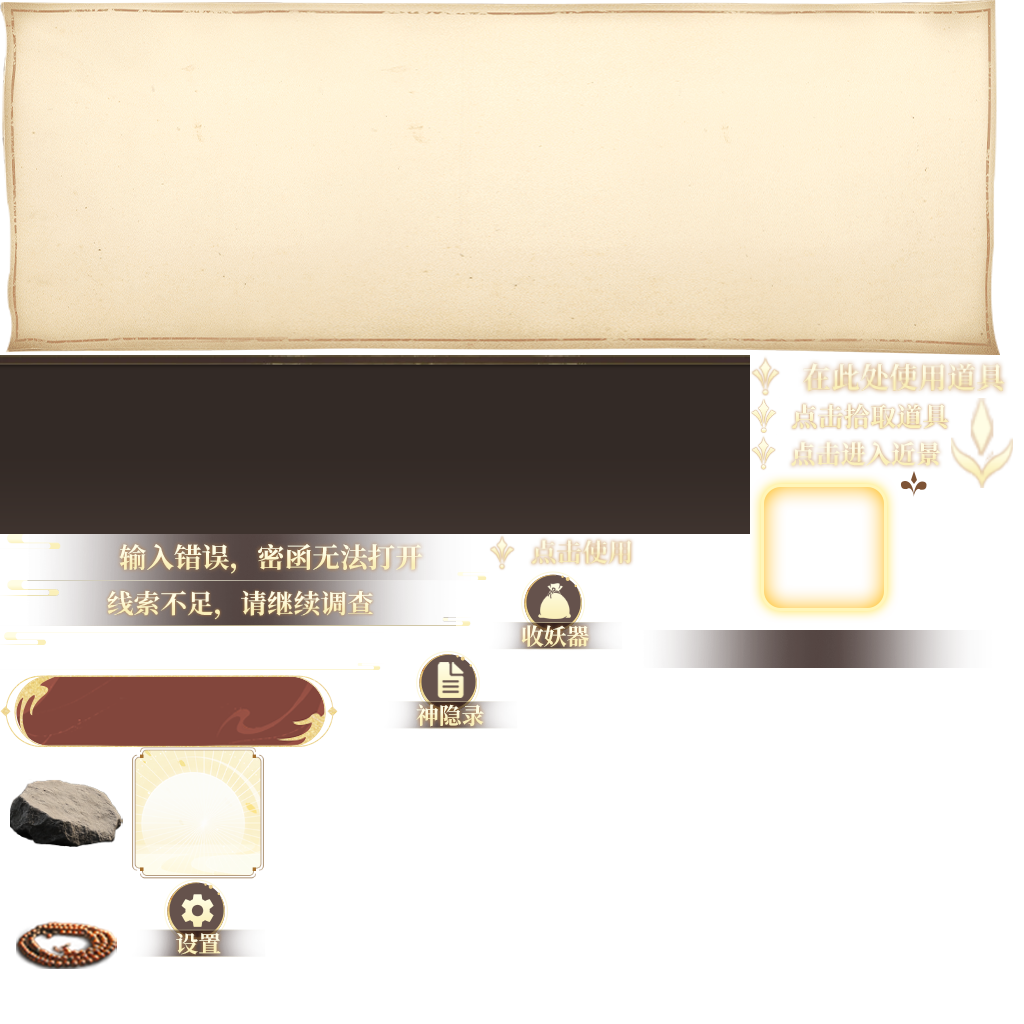 在此处使用道具
点击拾取道具
点击进入近景
输入错误，密函无法打开
点击使用
线索不足，请继续调查
收妖器
神隐录
设置